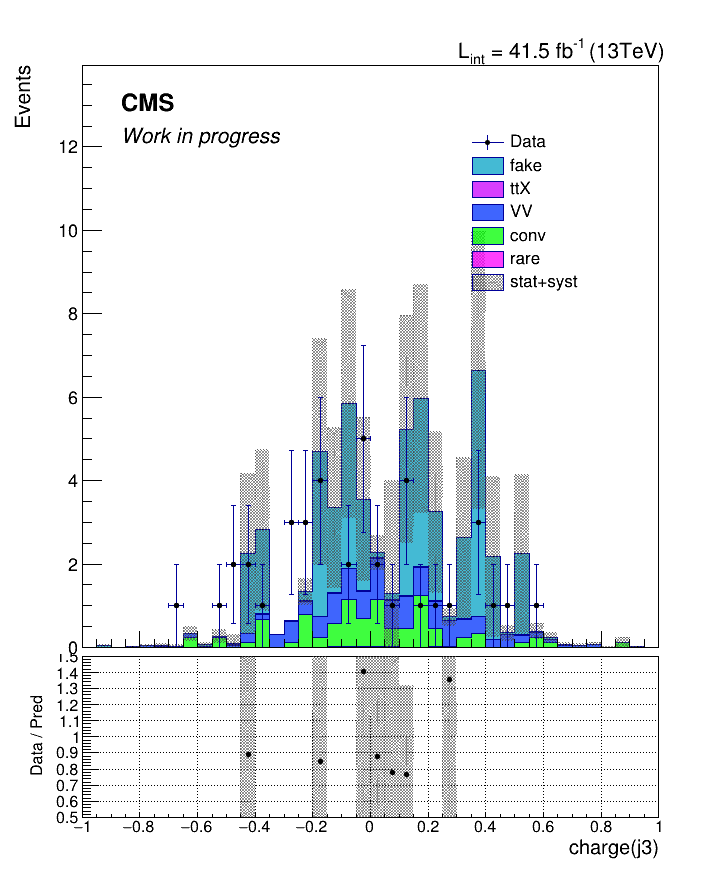 L_int = 41.5 fb^-1 (13TeV)
Events
CMS
Work in progress
Data
fake
ttX
VV
conv
rare
stat+syst
12
10
8
6
4
2
0
Data / Pred
1.5
1.4
1.3
1.2
1.1
1
0.9
0.8
0.7
0.6
0.5
−1 −0.8 −0.6 −0.4 −0.2 0 0.2 0.4 0.6 0.8 1
charge(j3)